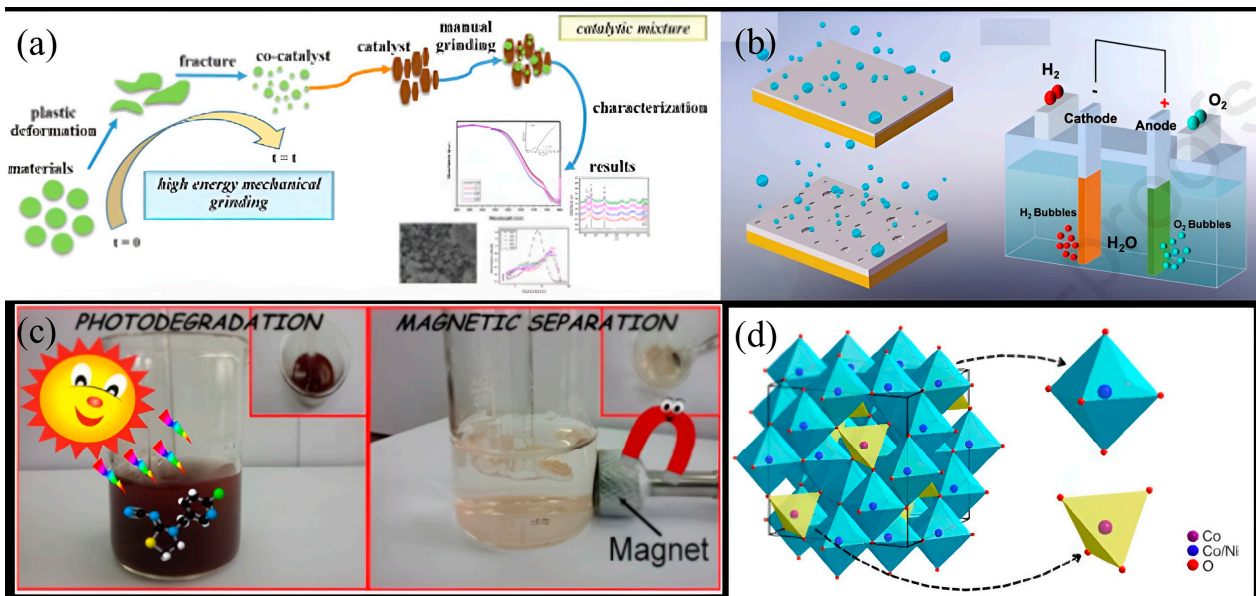 (a)
catalytic mixture
manual
grinding
catalyst
co-catalyst
fracture
characterization
plastic
deformation
t = t
materials
results
high energy mechanical
grinding
t = 0
(b)
H2
-
+
O2
Cathode
Anode
H2 Bubbles
O2 Bubbles
H2O
(c)
PHOTODEGRADATION
MAGNETIC SEPARATION
Magnet
(d)
Co
Co/Ni
O